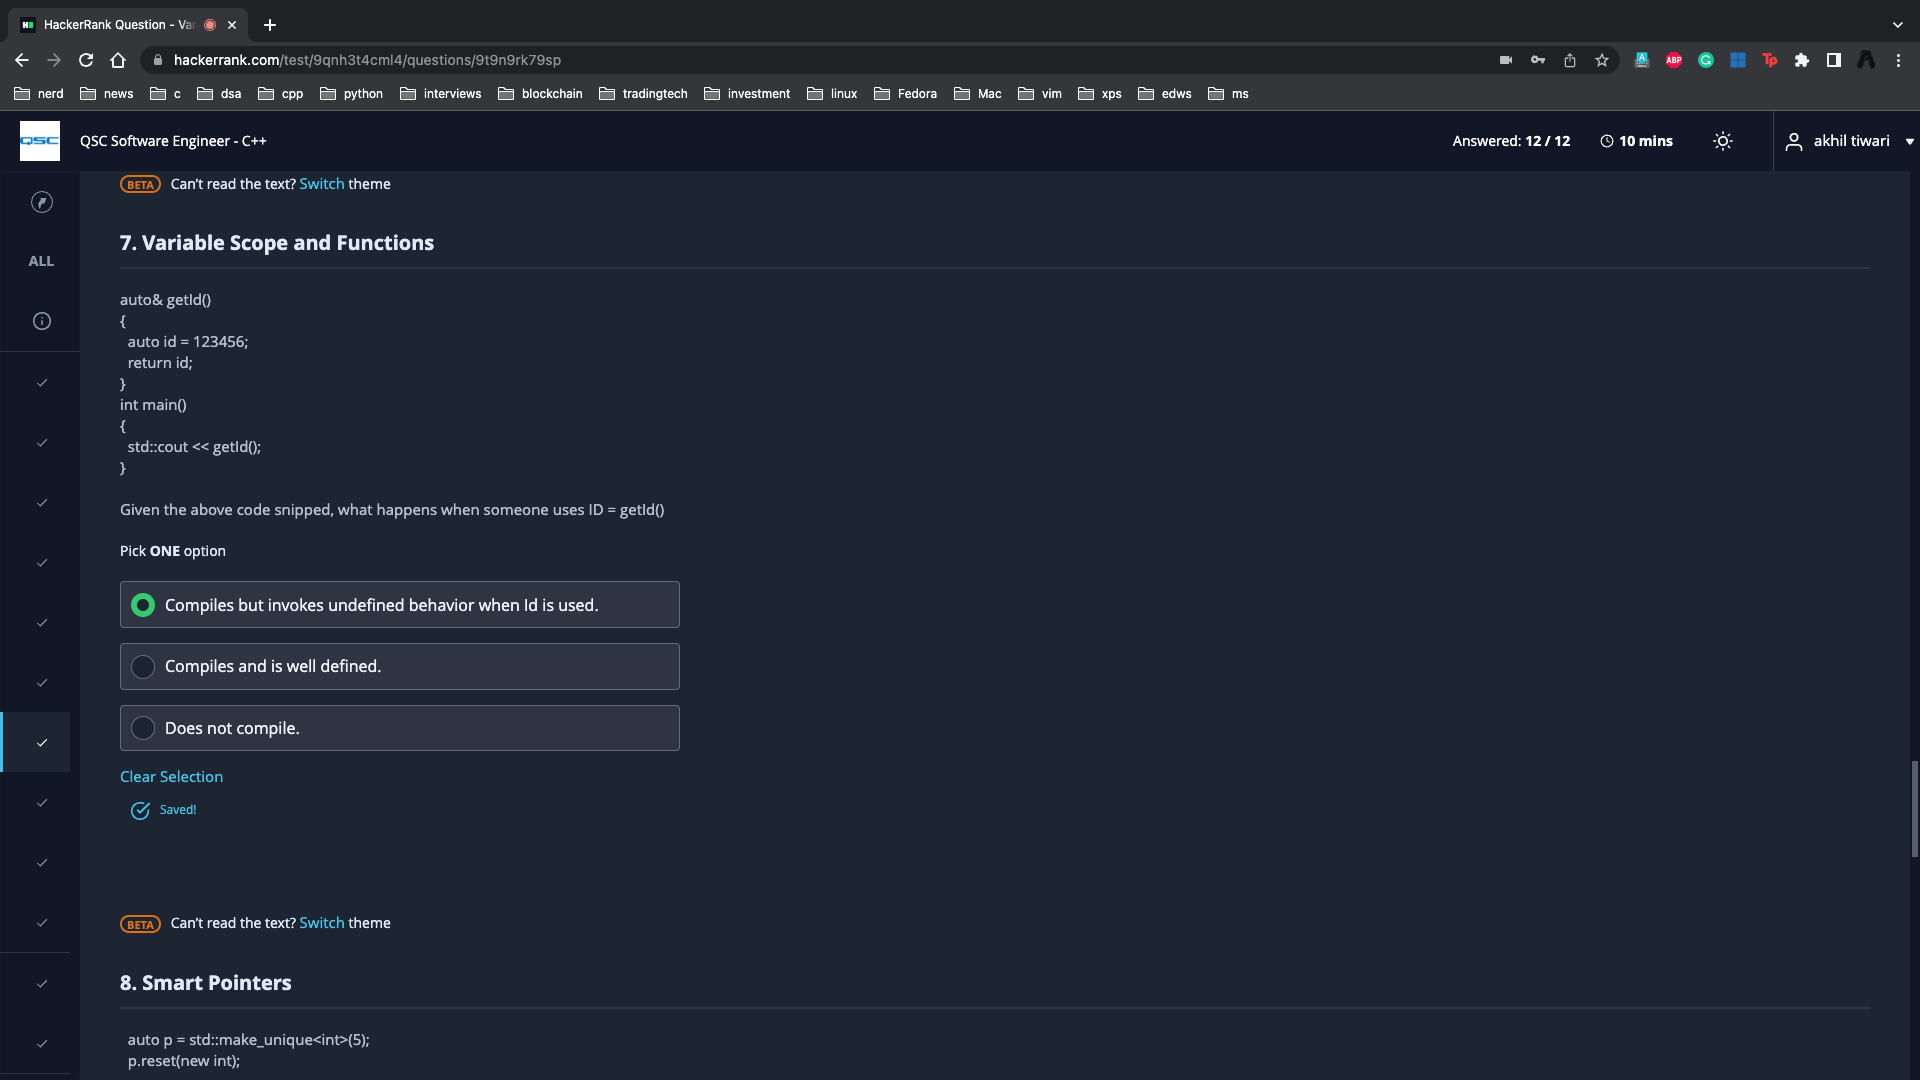 HackerRank Question - Var
hackerrank.com/test/9qnh3t4cml4/questions/9t9n9rk79sp
ABP
Tp
nerd news c dsa cpp python interviews blockchain tradingtech investment linux Fedora Mac vim xps edws ms
QSC
QSC Software Engineer - C++
Answered: 12 / 12
10 mins
akhil tiwari
BETA Can't read the text? Switch theme
ALL
7. Variable Scope and Functions
auto& getId()
{
auto id = 123456;
return id;
}
int main()
{
std::cout << getId();
}
Given the above code snipped, what happens when someone uses ID = getId()
Pick ONE option
Compiles but invokes undefined behavior when Id is used.
Compiles and is well defined.
Does not compile.
Clear Selection
Saved!
BETA Can't read the text? Switch theme
8. Smart Pointers
auto p = std::make_unique<int>(5);
p.reset(new int);